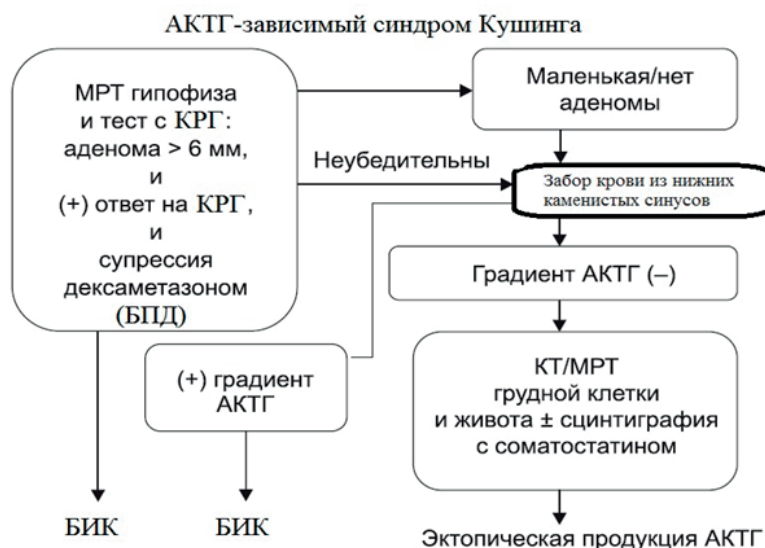 АКТГ-зависимый синдром Кушинга
МРТ гипофиза
и тест с КРГ:
аденома > 6 мм,
и
(+) ответ на КРГ,
и
супрессия
дексаметазоном
(БПД)
Маленькая/нет
аденомы
Неубедительны
Забор крови из нижних
каменистых синусов
Градиент АКТГ (–)
(+) градиент
АКТГ
КТ/МРТ
грудной клетки
и живота ± сцинтиграфия
с соматостатином
БИК
БИК
Эктопическая продукция АКТГ